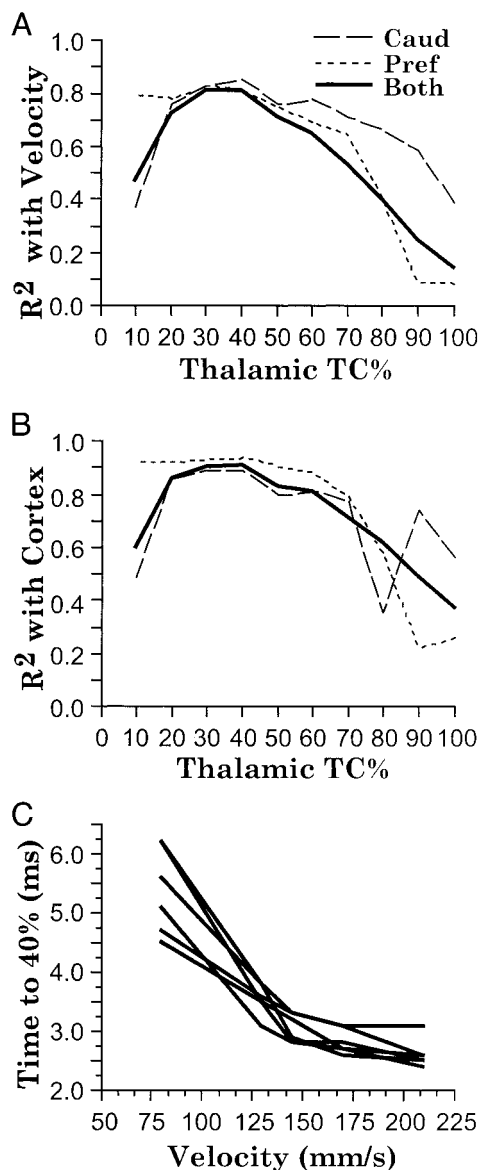 A
Caud
Pref
Both
R2 with Velocity
1.0
0.8
0.6
0.4
0.2
0.0
0 10 20 30 40 50 60 70 80 90 100
Thalamic TC%
B
R2 with Cortex
1.0
0.8
0.6
0.4
0.2
0.0
0 10 20 30 40 50 60 70 80 90 100
Thalamic TC%
C
Time to 40% (ms)
6.0
5.0
4.0
3.0
2.0
50 75 100 125 150 175 200 225
Velocity (mm/s)